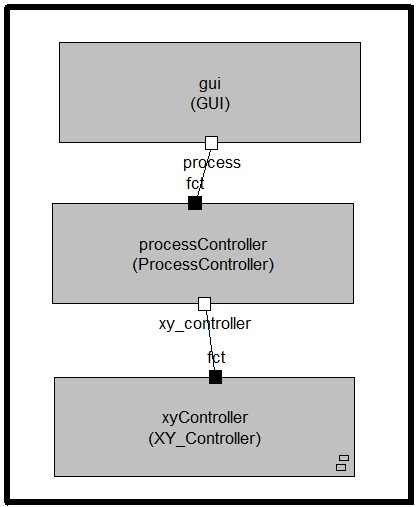 gui
(GUI)
process
fct
processController
(ProcessController)
xy_controller
fct
xyController
(XY_Controller)